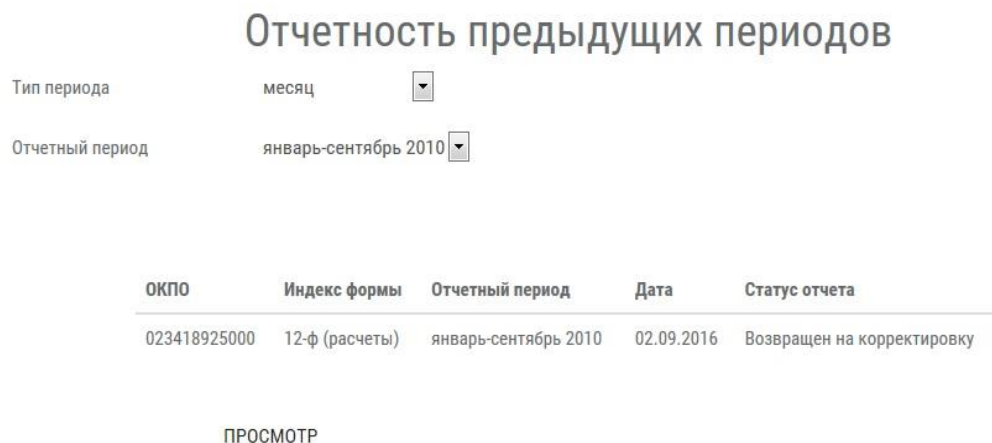 Отчетность предыдущих периодов
Тип периода месяц
Отчетный период январь-сентябрь 2010
ОКПО Индекс формы Отчетный период Дата Статус отчета
023418925000 12-ф (расчеты) январь-сентябрь 2010 02.09.2016 Возвращен на корректировку
ПРОСМОТР